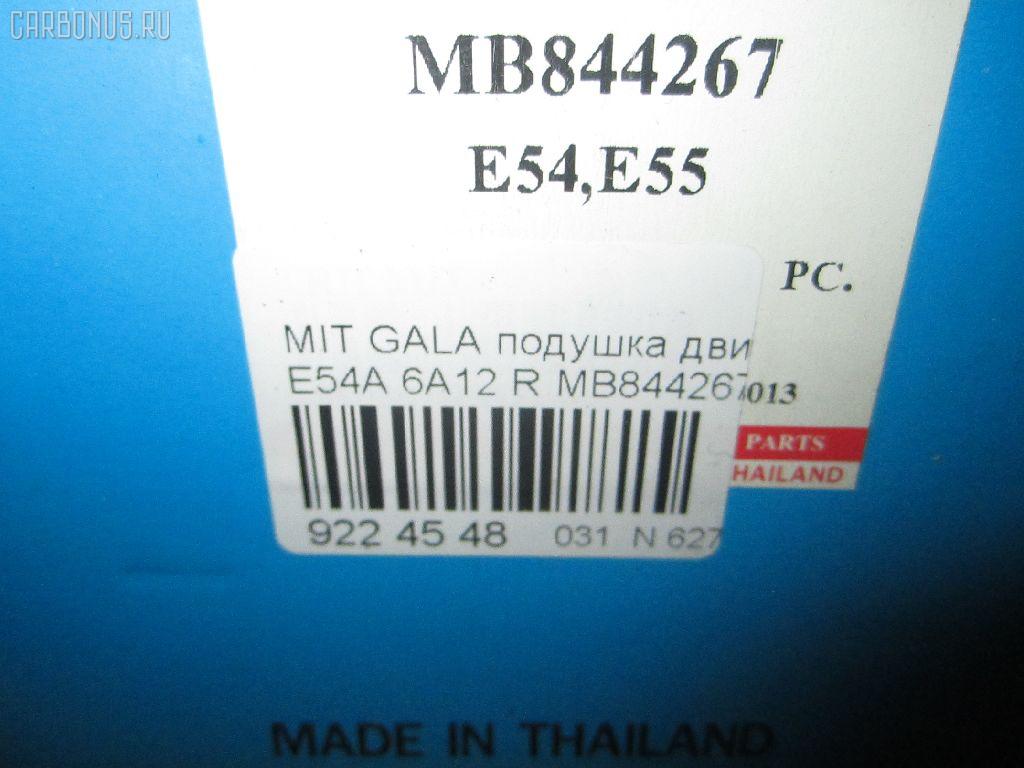 CARBONUS.RU
MB844267
E54,E55
PC.
MIT GALA подушка дви
E54A 6A12 R MB844267
013
PARTS
HAILAND
922 45 48 031 N 627
MADE IN THAILAND